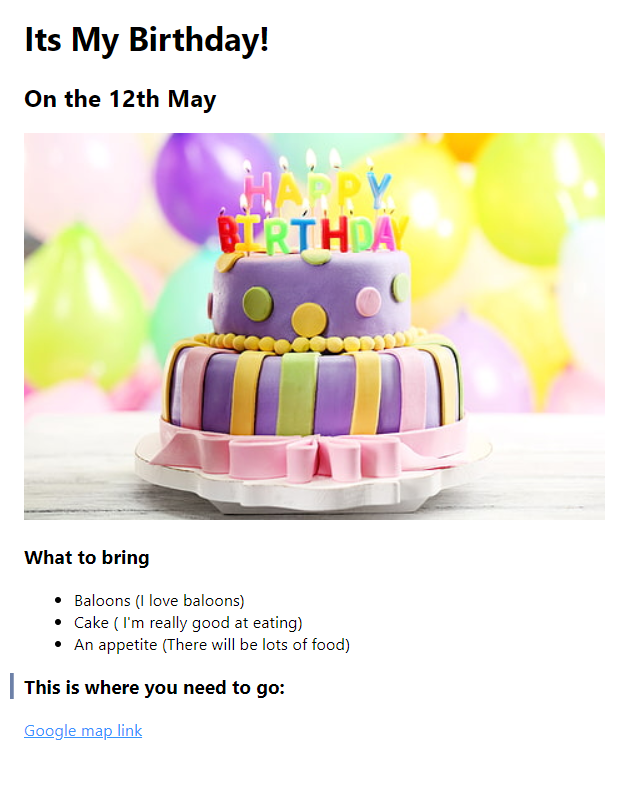 Its My Birthday!
On the 12th May
HAPPY
BIRTHDAY
What to bring
Baloons (I love baloons)
Cake ( I'm really good at eating)
An appetite (There will be lots of food)
This is where you need to go:
Google map link